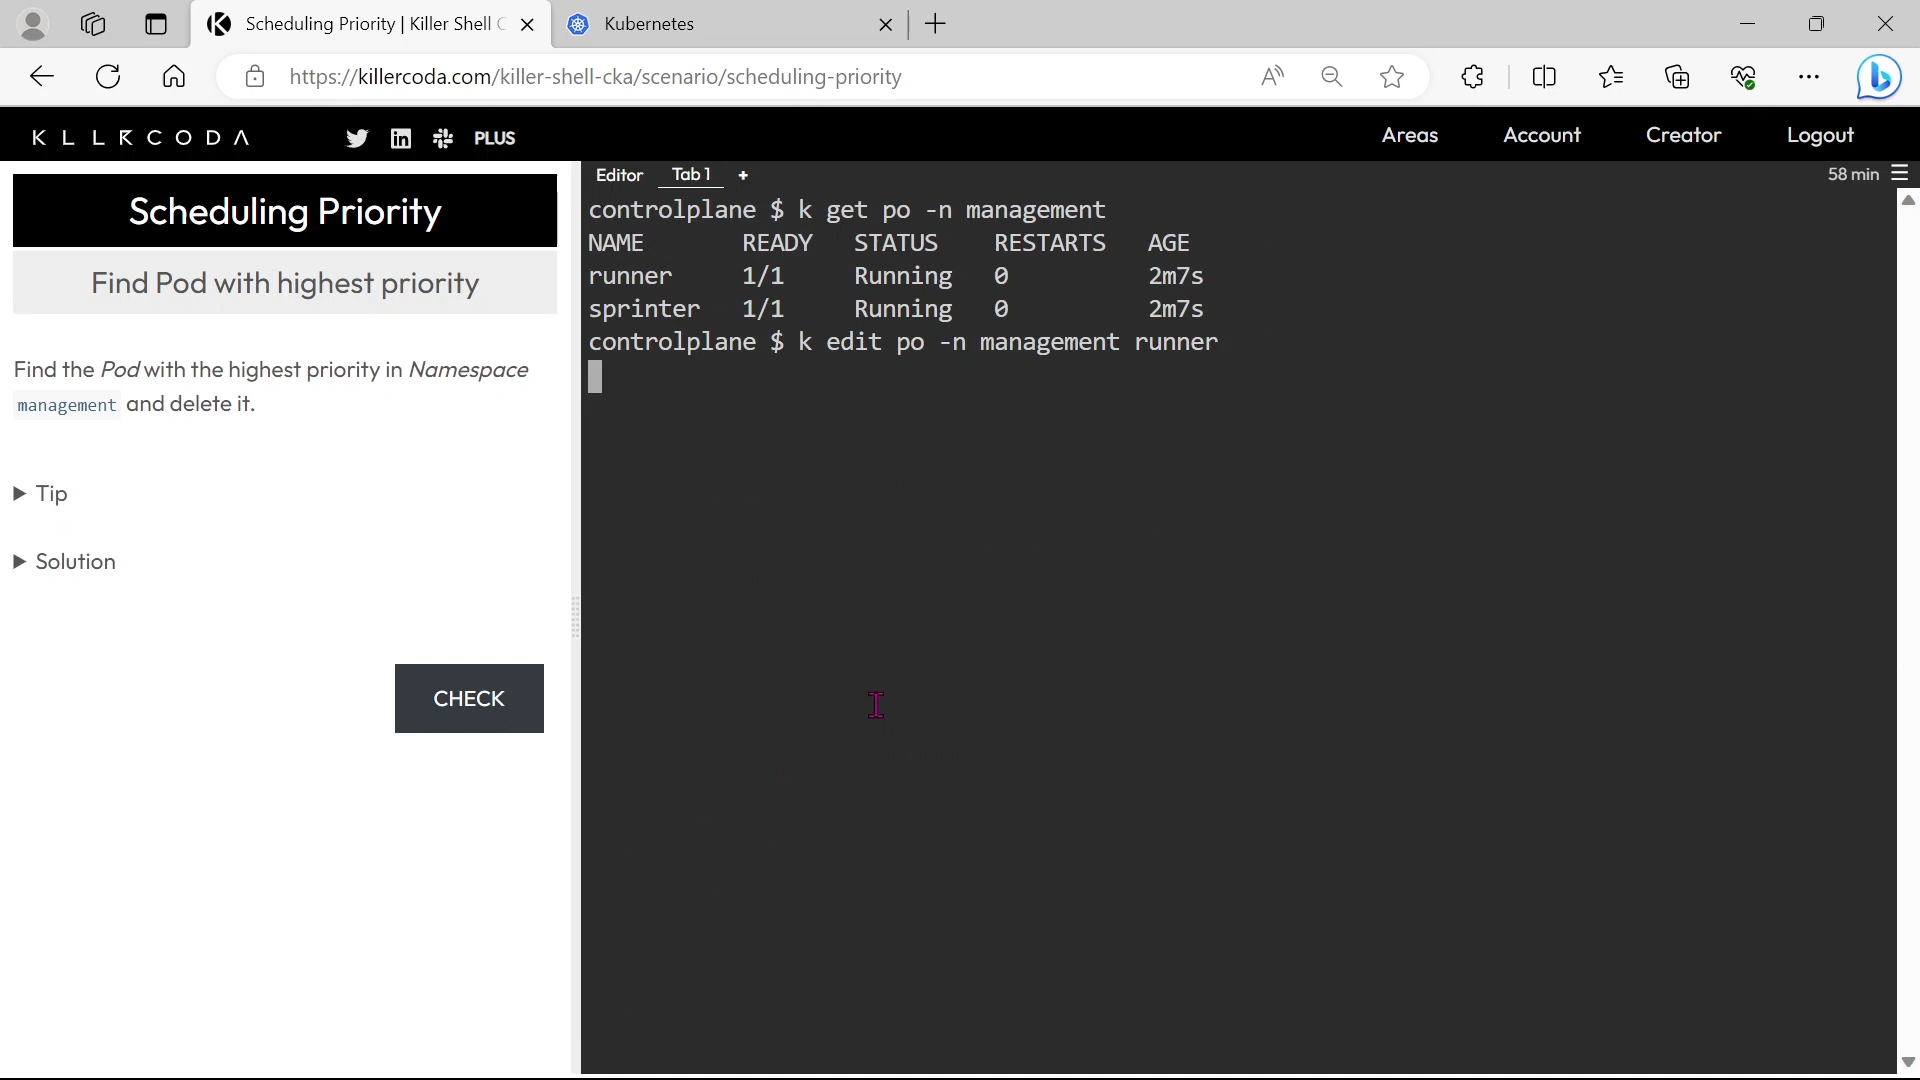 Scheduling Priority | Killer Shell C
Kubernetes
https://killercoda.com/killer-shell-cka/scenario/scheduling-priority
KLLRCODA
PLUS
Areas
Account
Creator
Logout
Scheduling Priority
Find Pod with highest priority
Find the Pod with the highest priority in Namespace
management and delete it.
Tip
Solution
CHECK
Editor
Tab 1
+
58 min
controlplane $ k get po -n management
NAME READY STATUS RESTARTS AGE
runner 1/1 Running 0 2m7s
sprinter 1/1 Running 0 2m7s
controlplane $ k edit po -n management runner